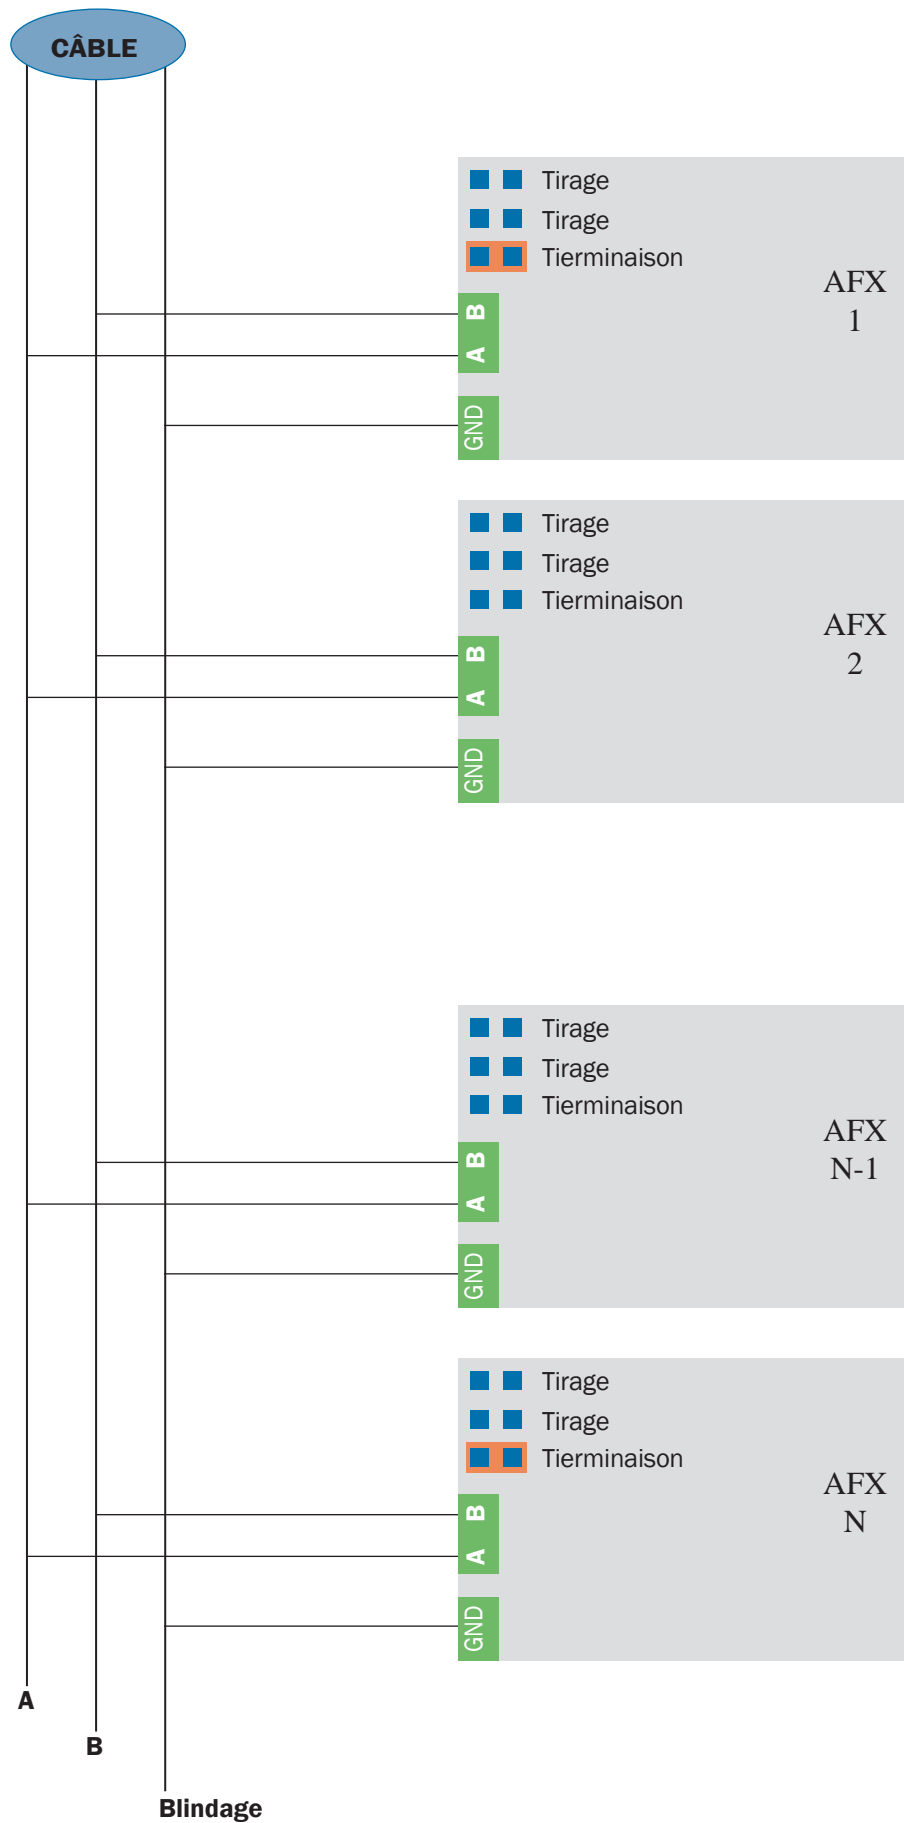 CÂBLE
Tirage
Tirage
Tierminaison
AFX
1
B
A
GND
Tirage
Tirage
Tierminaison
AFX
2
B
A
GND
Tirage
Tirage
Tierminaison
AFX
N-1
B
A
GND
Tirage
Tirage
Tierminaison
AFX
N
B
A
GND
A
B
Blindage